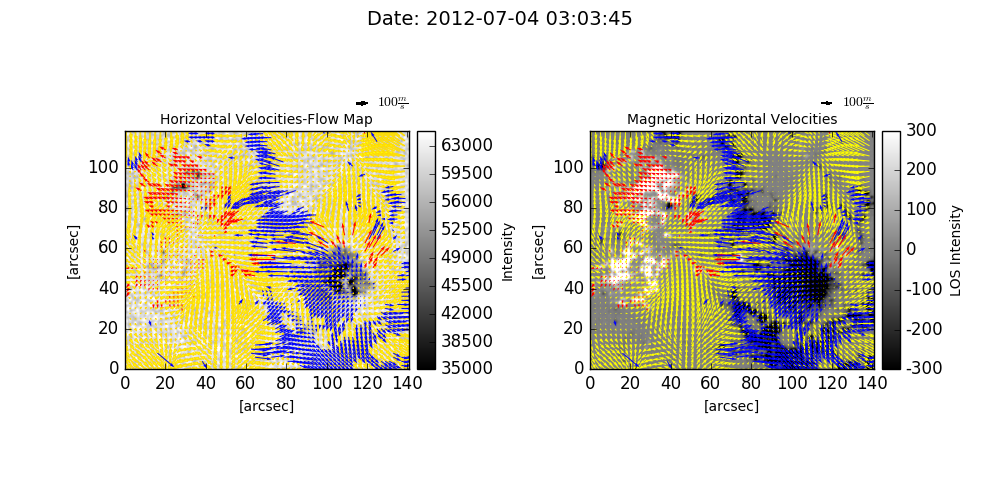 Date: 2012-07-04 03:03:45
100 m/s
Horizontal Velocities-Flow Map
100
80
60
40
20
0
[arcsec]
0 20 40 60 80 100 120 140
[arcsec]
63000
59500
56000
52500
49000
45500
42000
38500
35000
Intensity
100 m/s
Magnetic Horizontal Velocities
100
80
60
40
20
0
[arcsec]
0 20 40 60 80 100 120 140
[arcsec]
300
200
100
0
-100
-200
-300
LOS Intensity